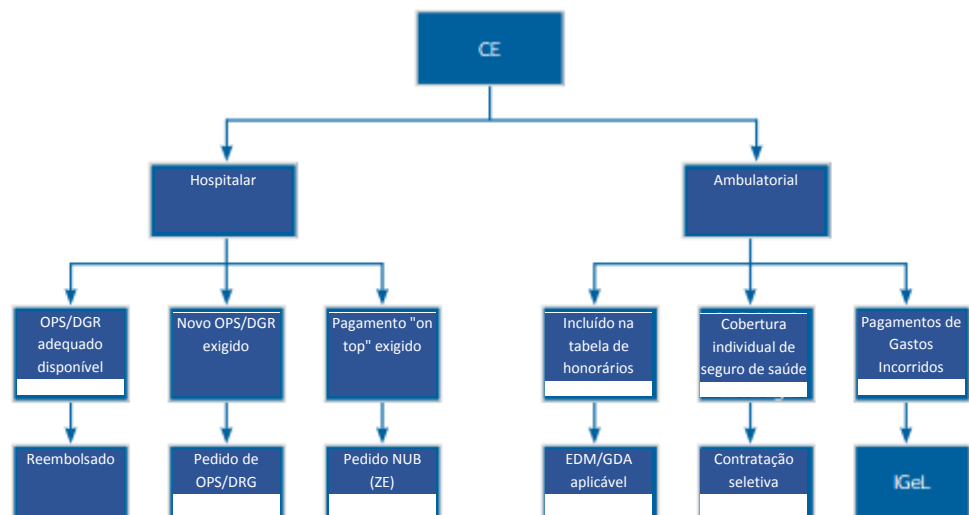 CE
Hospitalar
Ambulatorial
OPS/DGR
adequado
disponível
Novo OPS/DGR
exigido
Pagamento "on
top" exigido
Incluído na
tabela de
honorários
Cobertura
individual de
seguro de saúde
Pagamentos de
Gastos
Incorridos
Reembolsado
Pedido de
OPS/DRG
Pedido NUB
(ZE)
EDM/GDA
aplicável
Contratação
seletiva
IGeL